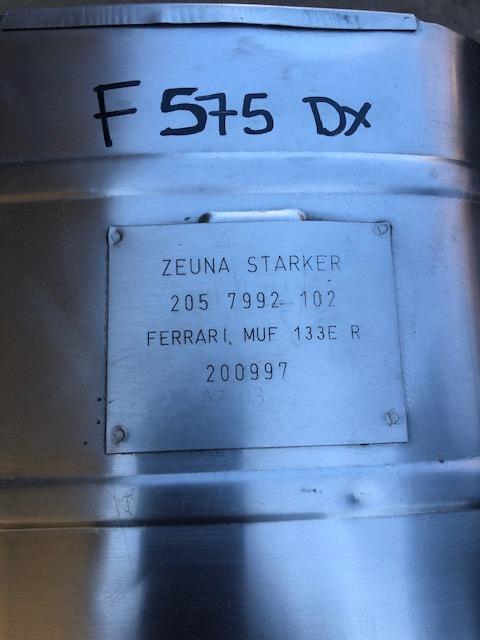 F 575 DX
ZEUNA STARKER
205 7992-102
FERRARI, MUF 133E R
200997